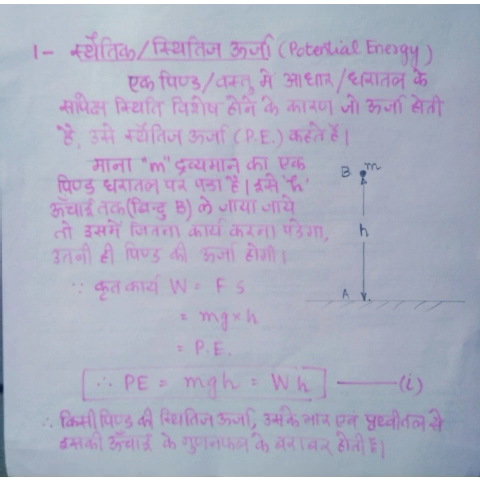 1- स्थैतिक/स्थितिज ऊर्जा (Potential Energy)
एक पिण्ड/वस्तु में आधार/धरातल के
सापेक्ष स्थिति विशेष होने के कारण जो ऊर्जा होती
है, उसे स्थैतिज ऊर्जा (P.E.) कहते हैं।
माना "m" द्रव्यमान का एक
पिण्ड धरातल पर पड़ा है। इसे 'h'
ऊँचाई तक (बिन्दु B) ले जाया जाये
तो इसमें जितना कार्य करना पड़ेगा,
उतनी ही पिण्ड की ऊर्जा होगी।
B m
h
A
∵ कृत कार्य W = F s
= mg×h
= P.E.
∴ PE = mgh = Wh —— (i)
∴ किसी पिण्ड की स्थितिज ऊर्जा, उसके भार एवं पृथ्वीतल से
इसकी ऊँचाई के गुणनफल के बराबर होती है।